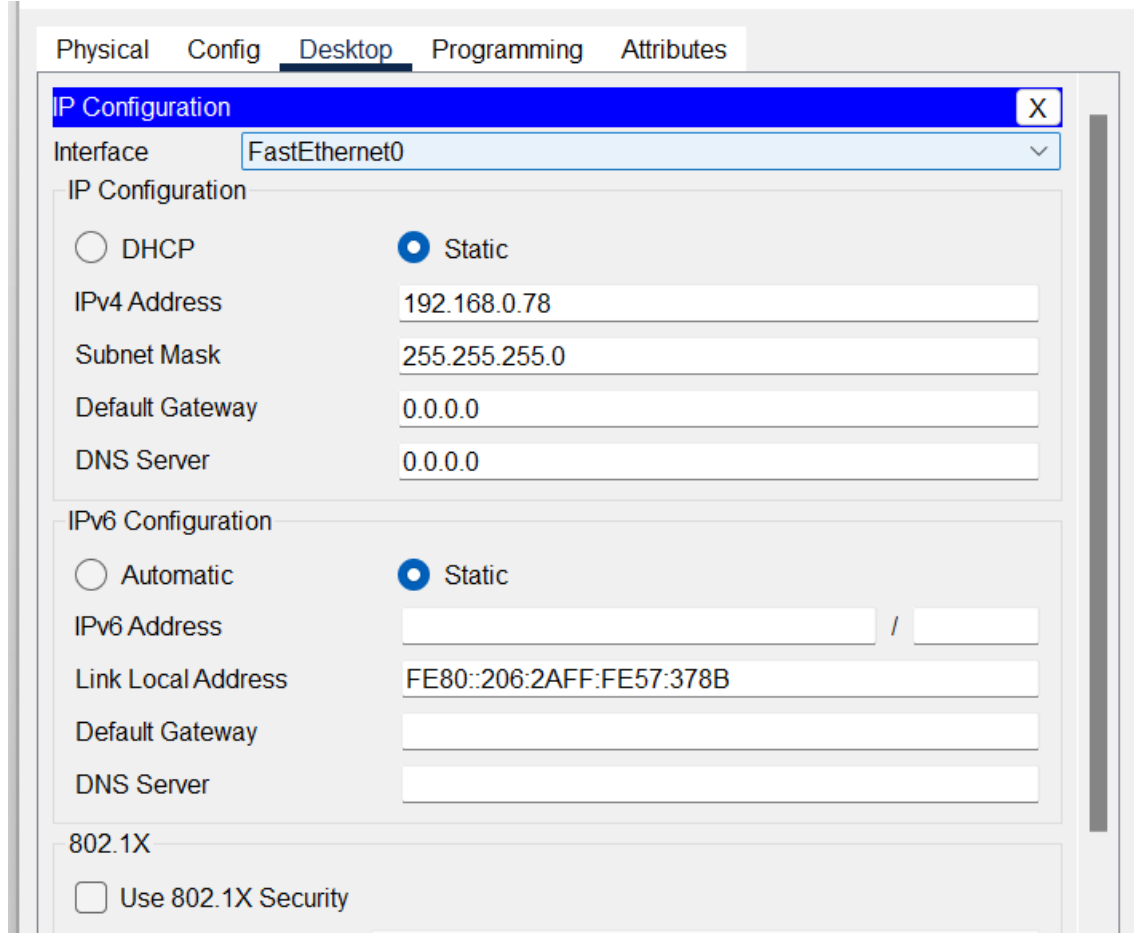 Physical Config Desktop Programming Attributes
IP Configuration X
Interface FastEthernet0
IP Configuration
DHCP Static
IPv4 Address 192.168.0.78
Subnet Mask 255.255.255.0
Default Gateway 0.0.0.0
DNS Server 0.0.0.0
IPv6 Configuration
Automatic Static
IPv6 Address /
Link Local Address FE80::206:2AFF:FE57:378B
Default Gateway
DNS Server
802.1X
Use 802.1X Security